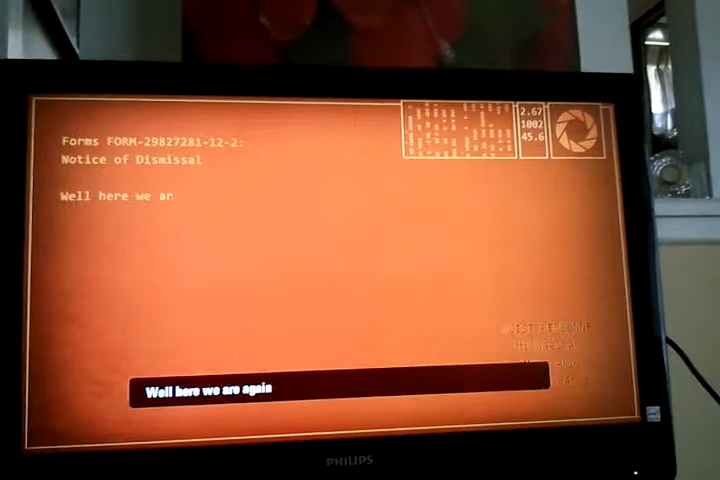 Forms FORM-29827281-12-2:
Notice of Dismissal
Well here we ar
2.67
1002
45.6
Well here we are again
PHILIPS